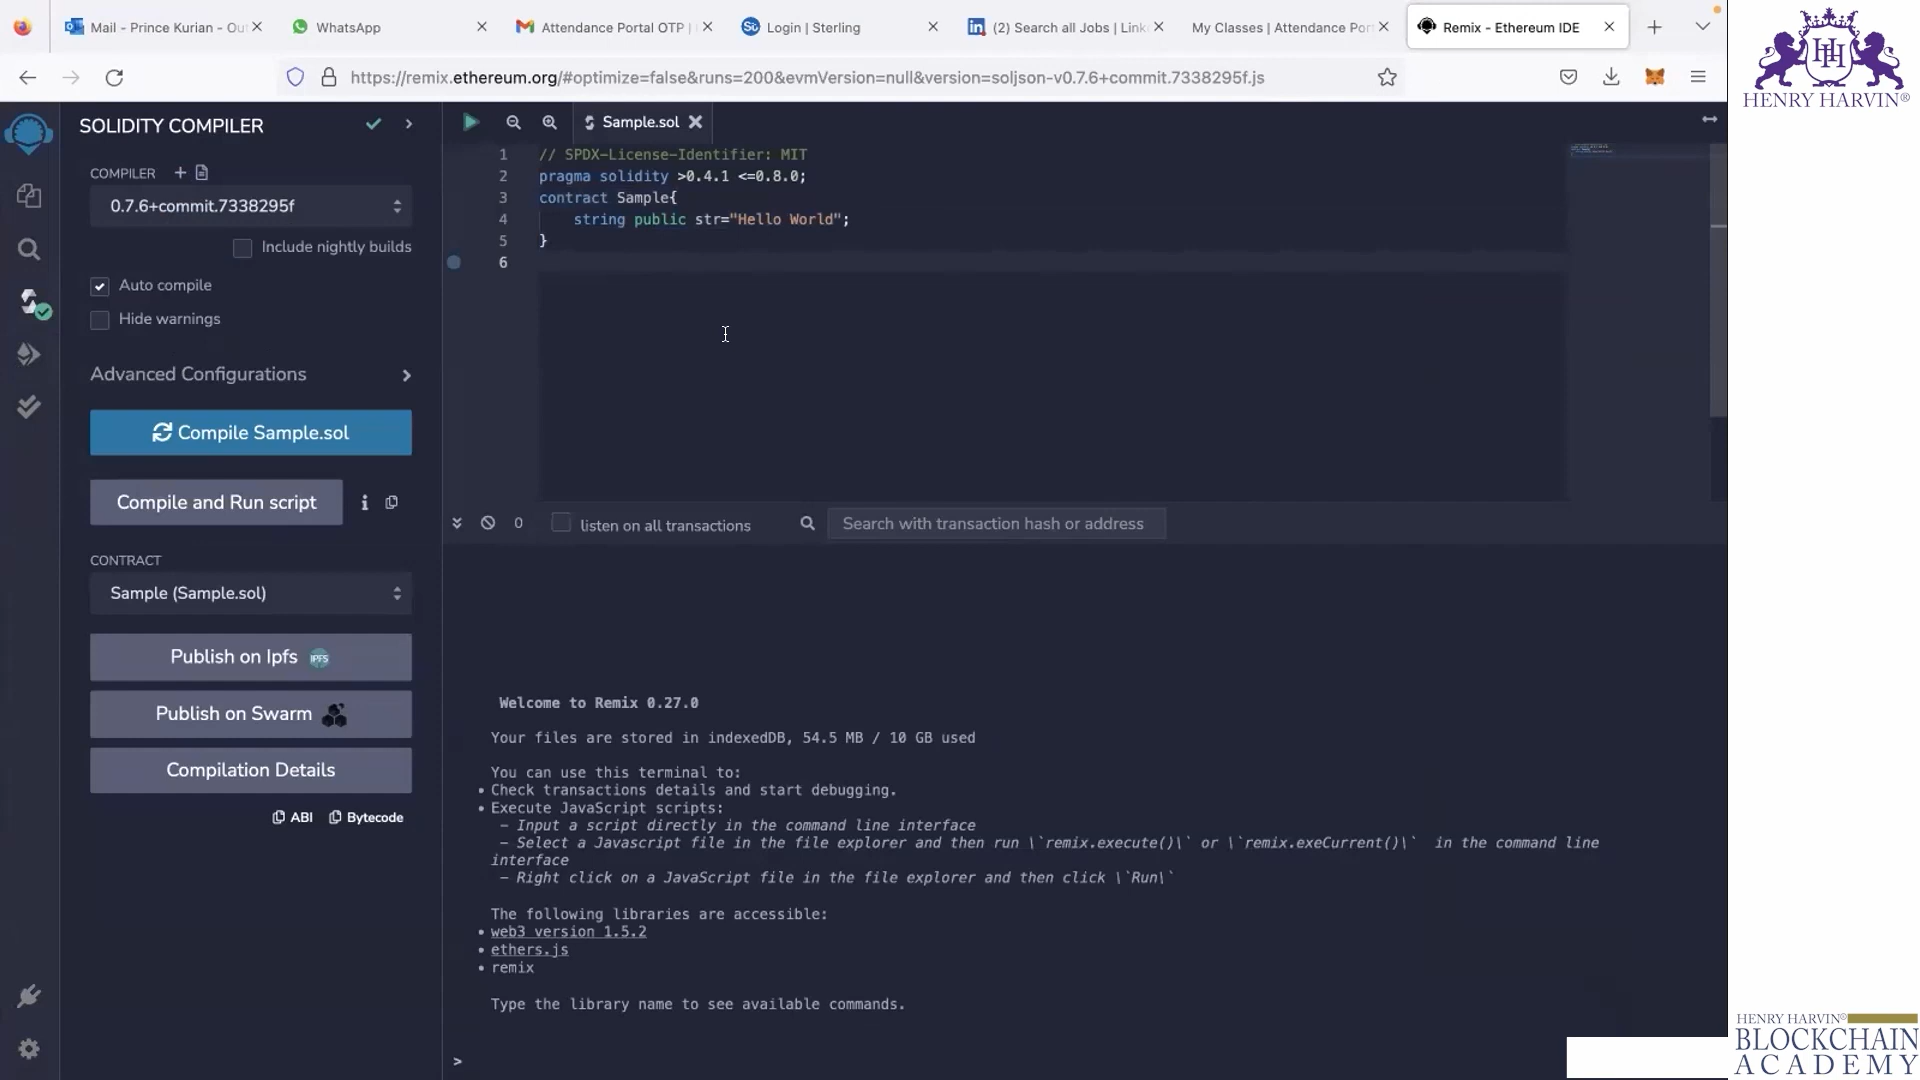 Mail - Prince Kurian - Out
WhatsApp
Attendance Portal OTP |
Login | Sterling
(2) Search all Jobs | Link
My Classes | Attendance Por
Remix - Ethereum IDE
https://remix.ethereum.org/#optimize=false&runs=200&evmVersion=null&version=soljson-v0.7.6+commit.7338295f.js
HENRY HARVIN®
SOLIDITY COMPILER
COMPILER
0.7.6+commit.7338295f
Include nightly builds
Auto compile
Hide warnings
Advanced Configurations
Compile Sample.sol
Compile and Run script
CONTRACT
Sample (Sample.sol)
Publish on Ipfs IPFS
Publish on Swarm
Compilation Details
ABI Bytecode
Sample.sol
1 // SPDX-License-Identifier: MIT
2 pragma solidity >0.4.1 <=0.8.0;
3 contract Sample{
4 string public str="Hello World";
5 }
6
0 listen on all transactions Search with transaction hash or address
Welcome to Remix 0.27.0
Your files are stored in indexedDB, 54.5 MB / 10 GB used
You can use this terminal to:
• Check transactions details and start debugging.
• Execute JavaScript scripts:
– Input a script directly in the command line interface
– Select a Javascript file in the file explorer and then run \`remix.execute()\` or \`remix.exeCurrent()\` in the command line
interface
– Right click on a JavaScript file in the file explorer and then click \`Run\`
The following libraries are accessible:
• web3 version 1.5.2
• ethers.js
• remix
Type the library name to see available commands.
>
HENRY HARVIN®
BLOCKCHAIN
ACADEMY